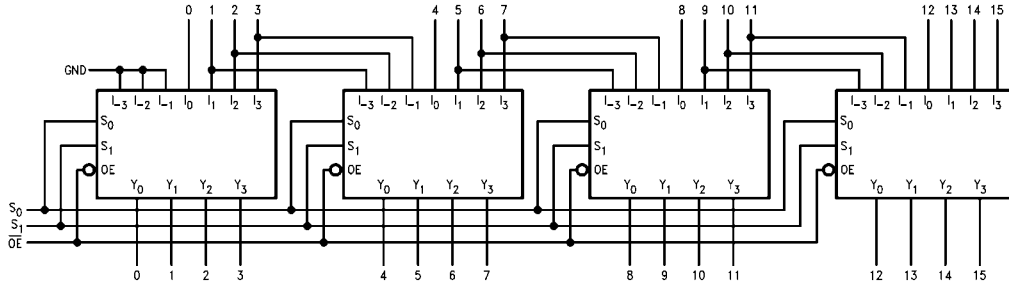 0 1 2 3 4 5 6 7 8 9 10 11 12 13 14 15
GND
I-3 I-2 I-1 I0 I1 I2 I3 I-3 I-2 I-1 I0 I1 I2 I3 I-3 I-2 I-1 I0 I1 I2 I3 I-3 I-2 I-1 I0 I1 I2 I3
S0 S0 S0 S0
S1 S1 S1 S1
OE OE OE OE
Y0 Y1 Y2 Y3 Y0 Y1 Y2 Y3 Y0 Y1 Y2 Y3 Y0 Y1 Y2 Y3
S0
S1
O̅E̅
0 1 2 3 4 5 6 7 8 9 10 11 12 13 14 15